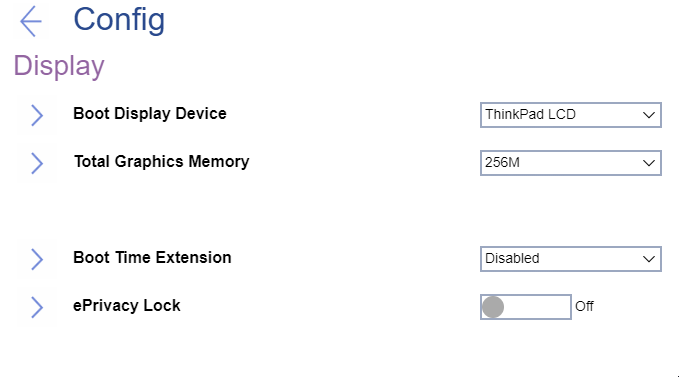 Config
Display
Boot Display Device ThinkPad LCD
Total Graphics Memory 256M
Boot Time Extension Disabled
ePrivacy Lock Off